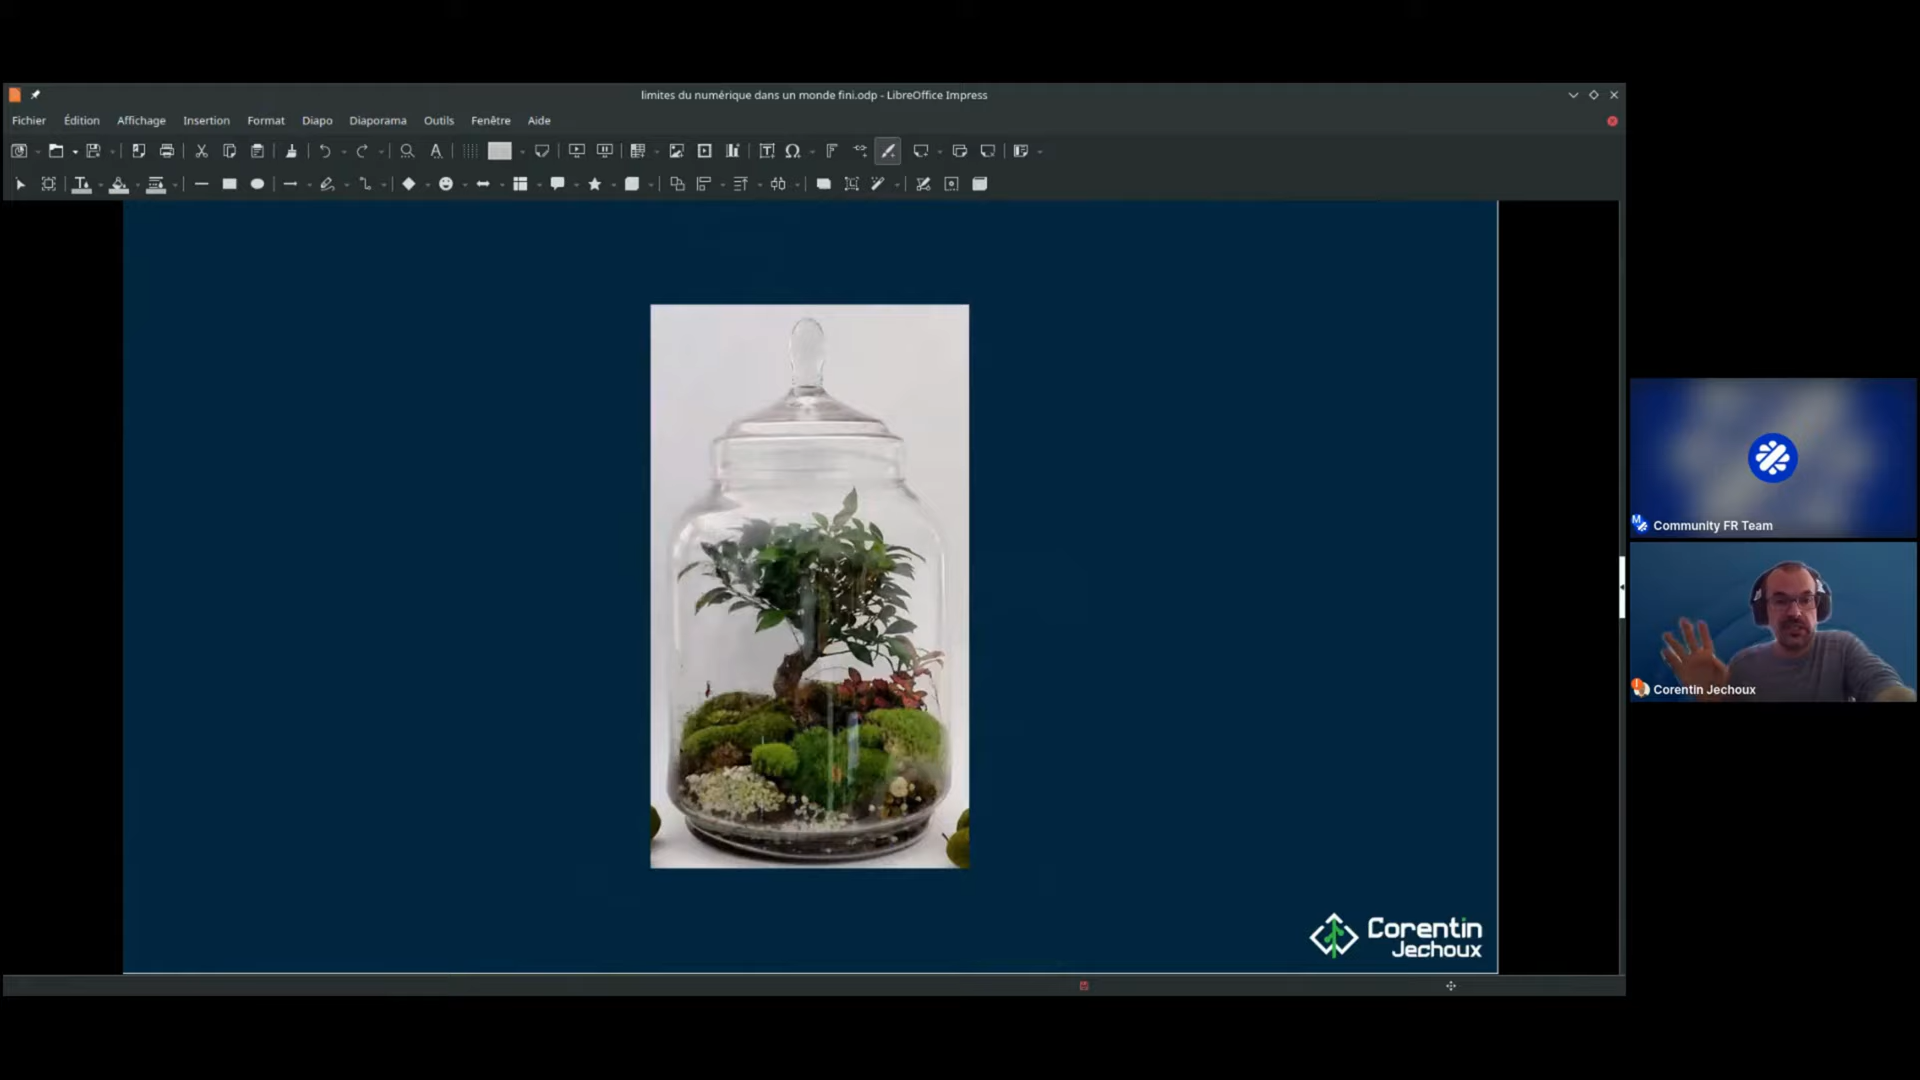 limites du numérique dans un monde fini.odp - LibreOffice Impress
Fichier Édition Affichage Insertion Format Diapo Diaporama Outils Fenêtre Aide
Community FR Team
Corentin Jechoux
Corentin
Jechoux